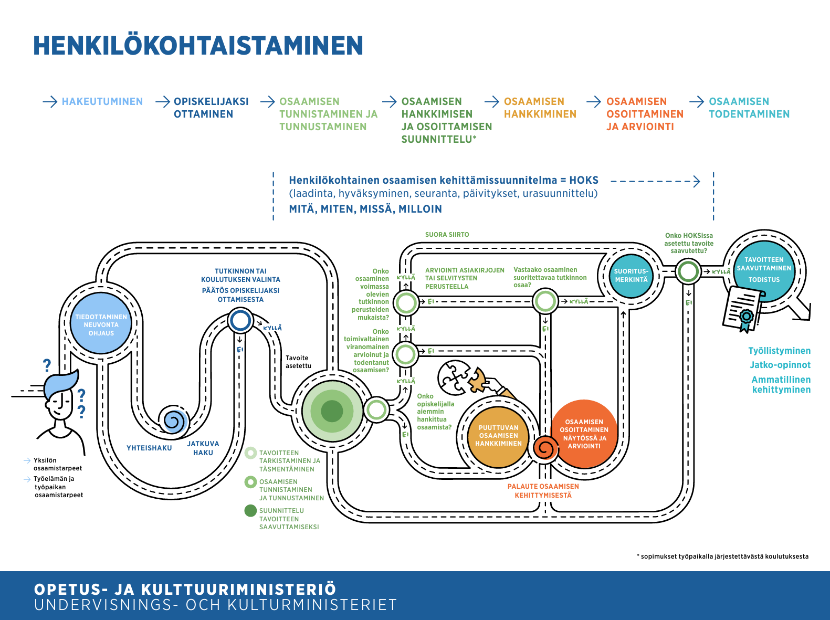 HENKILÖKOHTAISTAMINEN
HAKEUTUMINEN
OPISKELIJAKSI
OTTAMINEN
OSAAMISEN
TUNNISTAMINEN JA
TUNNUSTAMINEN
OSAAMISEN
HANKKIMISEN
JA OSOITTAMISEN
SUUNNITTELU*
OSAAMISEN
HANKKIMINEN
OSAAMISEN
OSOITTAMINEN
JA ARVIOINTI
OSAAMISEN
TODENTAMINEN
Henkilökohtainen osaamisen kehittämissuunnitelma = HOKS
(laadinta, hyväksyminen, seuranta, päivitykset, urasuunnittelu)
MITÄ, MITEN, MISSÄ, MILLOIN
SUORA SIIRTO
Onko HOKSissa
asetettu tavoite
saavutettu?
TUTKINNON TAI
KOULUTUKSEN VALINTA
PÄÄTÖS OPISKELIJAKSI
OTTAMISESTA
Onko
osaaminen
voimassa
olevien
tutkinnon
perusteiden
mukaista?
ARVIOINTI ASIAKIRJOJEN
TAI SELVITYSTEN
PERUSTEELLA
Vastaako osaaminen
suoritettavaa tutkinnon
osaa?
SUORITUS-
MERKINTÄ
TAVOITTEEN
SAAVUTTAMINEN
TODISTUS
KYLLÄ
KYLLÄ
EI
KYLLÄ
EI
EI
TIEDOTTAMINEN
NEUVONTA
OHJAUS
KYLLÄ
EI
Onko
toimivaltainen
viranomainen
arvioinut ja
todentanut
osaamisen?
KYLLÄ
EI
Tavoite
asetettu
KYLLÄ
EI
Onko
opiskelijalla
aiemmin
hankittua
osaamista?
PUUTTUVAN
OSAAMISEN
HANKKIMINEN
OSAAMISEN
OSOITTAMINEN
NÄYTÖSSÄ JA
ARVIOINTI
PALAUTE OSAAMISEN
KEHITTYMISESTÄ
Työllistyminen
Jatko-opinnot
Ammatillinen
kehittyminen
?
?
?
YHTEISHAKU
JATKUVA
HAKU
Yksilön
osaamistarpeet
Työelämän ja
työpaikan
osaamistarpeet
TAVOITTEEN
TARKISTAMINEN JA
TÄSMENTÄMINEN
OSAAMISEN
TUNNISTAMINEN
JA TUNNUSTAMINEN
SUUNNITTELU
TAVOITTEEN
SAAVUTTAMISEKSI
* sopimukset työpaikalla järjestettävästä koulutuksesta
OPETUS- JA KULTTUURIMINISTERIÖ
UNDERVISNINGS- OCH KULTURMINISTERIET